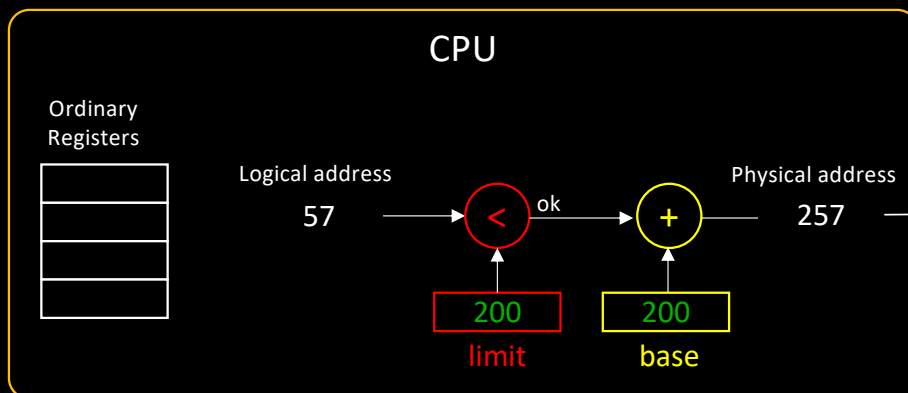 CPU
Ordinary
Registers
Logical address
57
<
ok
+
Physical address
257
200
limit
200
base